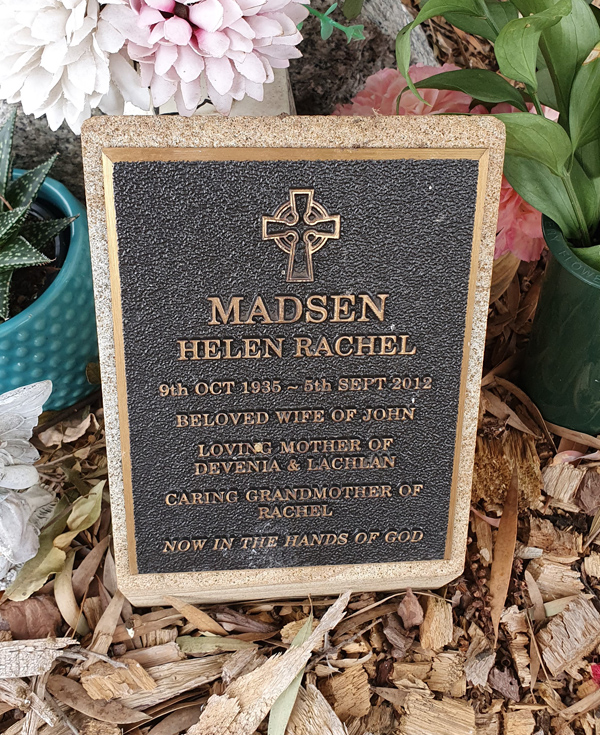 MADSEN
HELEN RACHEL
9th OCT 1935 ~ 5th SEPT 2012
BELOVED WIFE OF JOHN
LOVING MOTHER OF
DEVENIA & LACHLAN
CARING GRANDMOTHER OF
RACHEL
NOW IN THE HANDS OF GOD